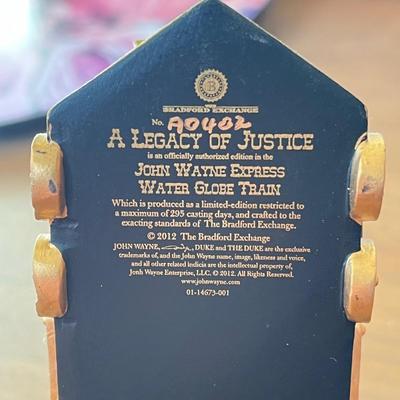 B
THE
BRADFORD EXCHANGE
No. A0402
A LEGACY OF JUSTICE
is an officially authorized edition in the
JOHN WAYNE EXPRESS
WATER GLOBE TRAIN
Which is produced as a limited-edition restricted to
a maximum of 295 casting days, and crafted to the
exacting standards of The Bradford Exchange.
© 2012 The Bradford Exchange
JOHN WAYNE, DUKE and THE DUKE are the exclusive
trademarks of, and the John Wayne name, image, likeness and voice,
and all other related indicia are the intellectual property of,
Jonh Wayne Enterprise, LLC. © 2012. All Rights Reserved.
www.johnwayne.com
01-14673-001